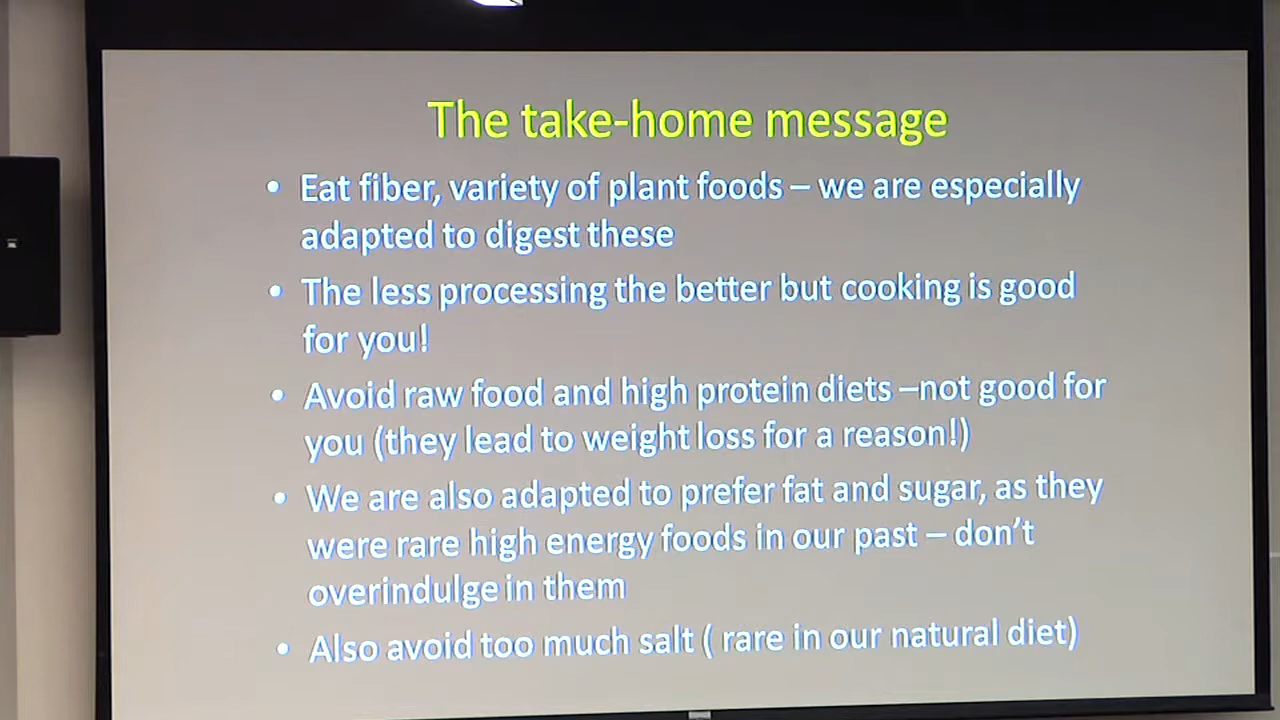 The take-home message
• Eat fiber, variety of plant foods – we are especially
adapted to digest these
• The less processing the better but cooking is good
for you!
• Avoid raw food and high protein diets –not good for
you (they lead to weight loss for a reason!)
• We are also adapted to prefer fat and sugar, as they
were rare high energy foods in our past – don't
overindulge in them
• Also avoid too much salt ( rare in our natural diet)